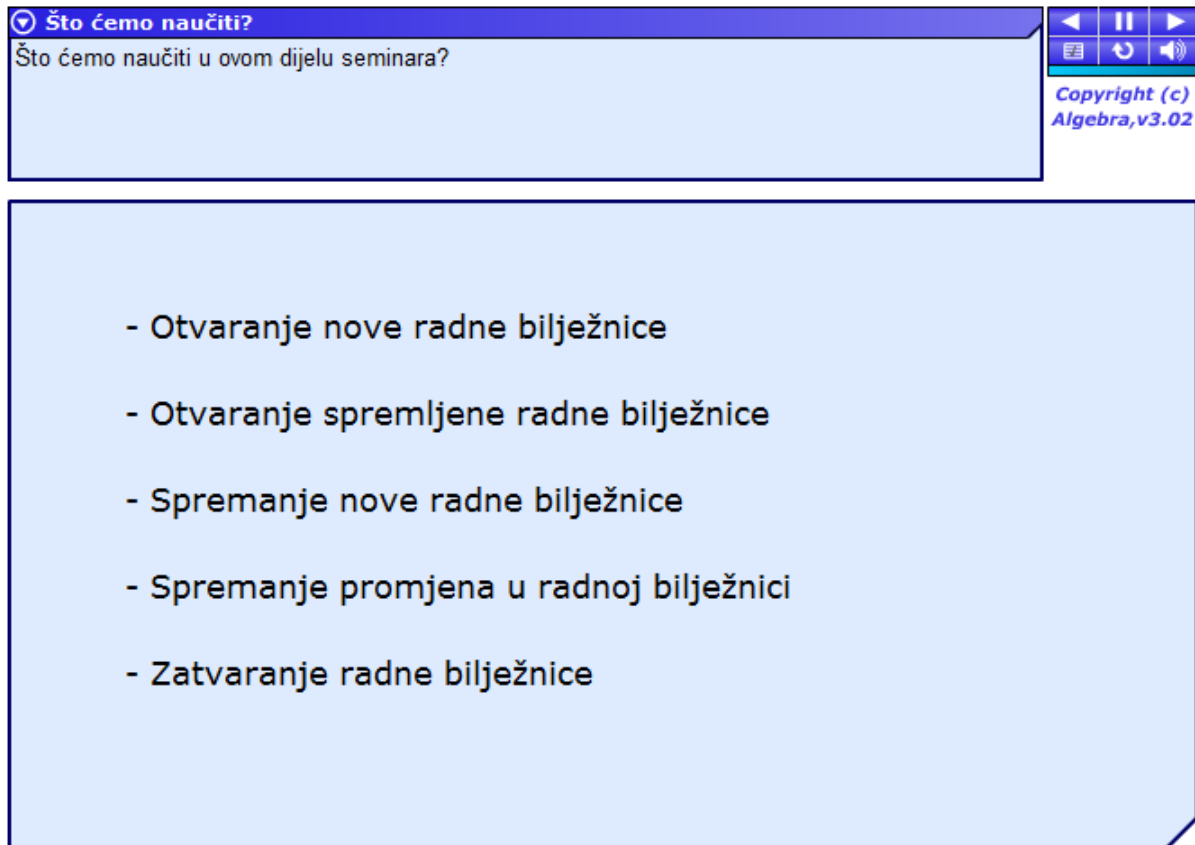 Što ćemo naučiti?
Što ćemo naučiti u ovom dijelu seminara?
Copyright (c)
Algebra,v3.02
- Otvaranje nove radne bilježnice
- Otvaranje spremljene radne bilježnice
- Spremanje nove radne bilježnice
- Spremanje promjena u radnoj bilježnici
- Zatvaranje radne bilježnice